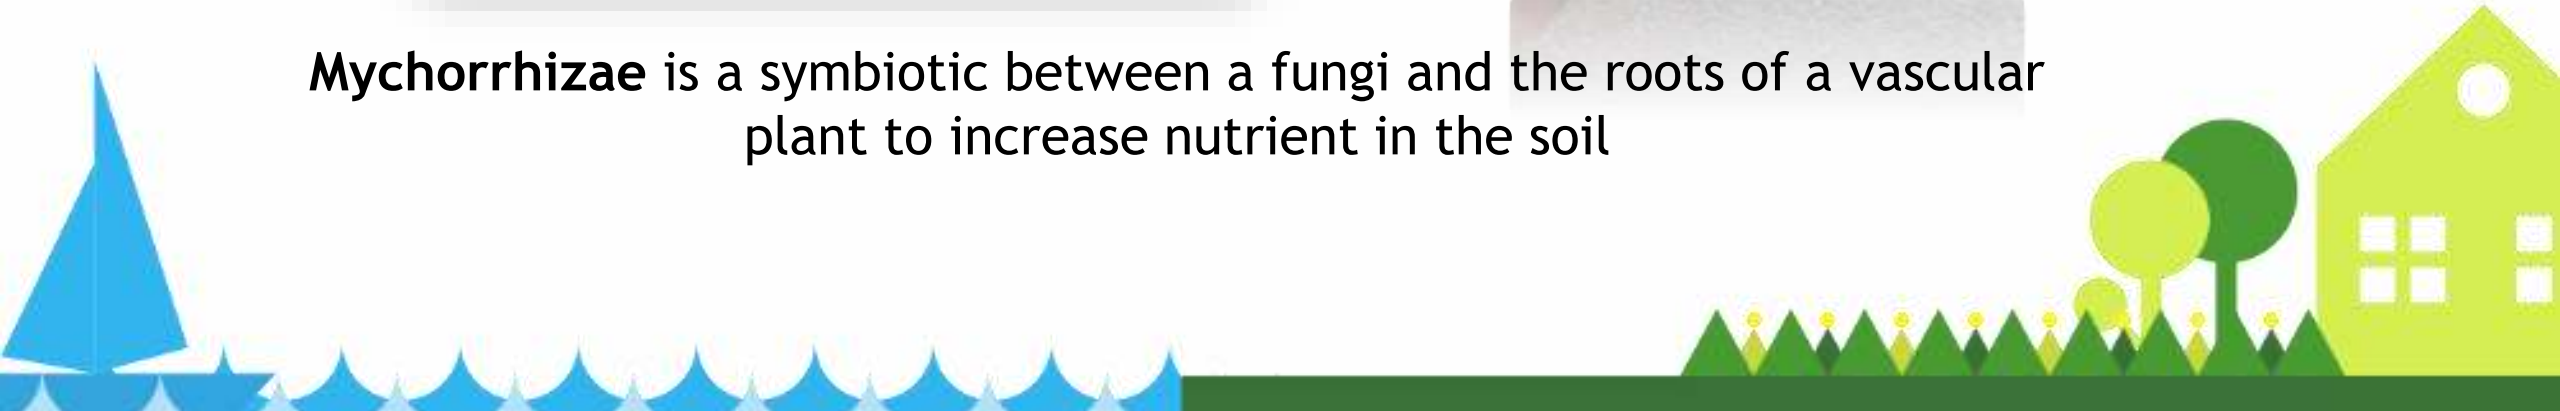 Mychorrhizae is a symbiotic between a fungi and the roots of a vascular
plant to increase nutrient in the soil